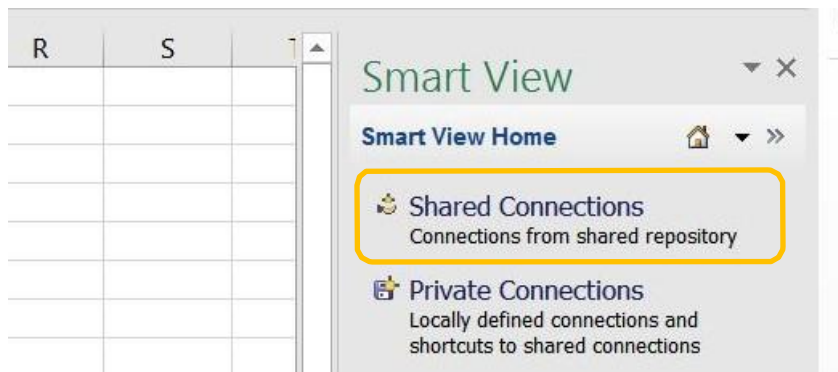 R S
Smart View
Smart View Home
Shared Connections
Connections from shared repository
Private Connections
Locally defined connections and
shortcuts to shared connections